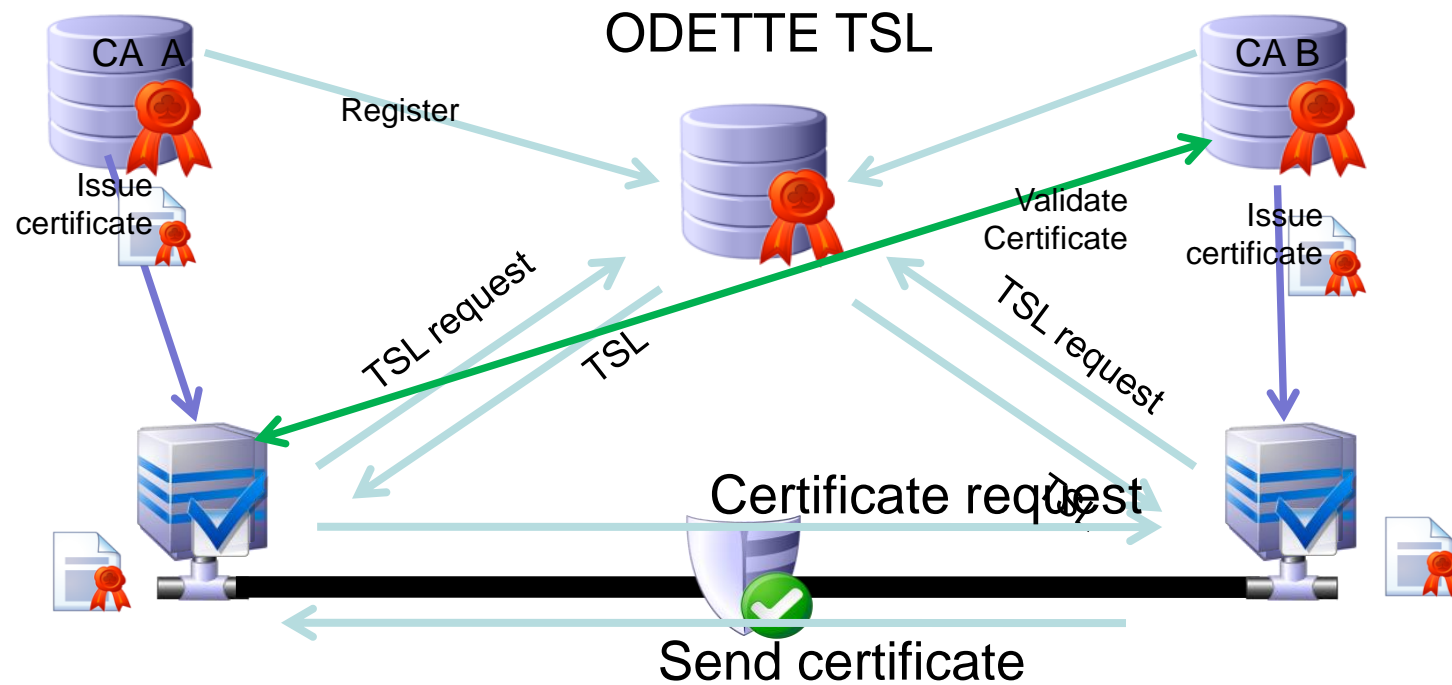 ODETTE TSL
CA A
CA B
Register
Issue
certificate
Validate
Certificate
Issue
certificate
TSL request
TSL
TSL request
TSL
Certificate request
Send certificate